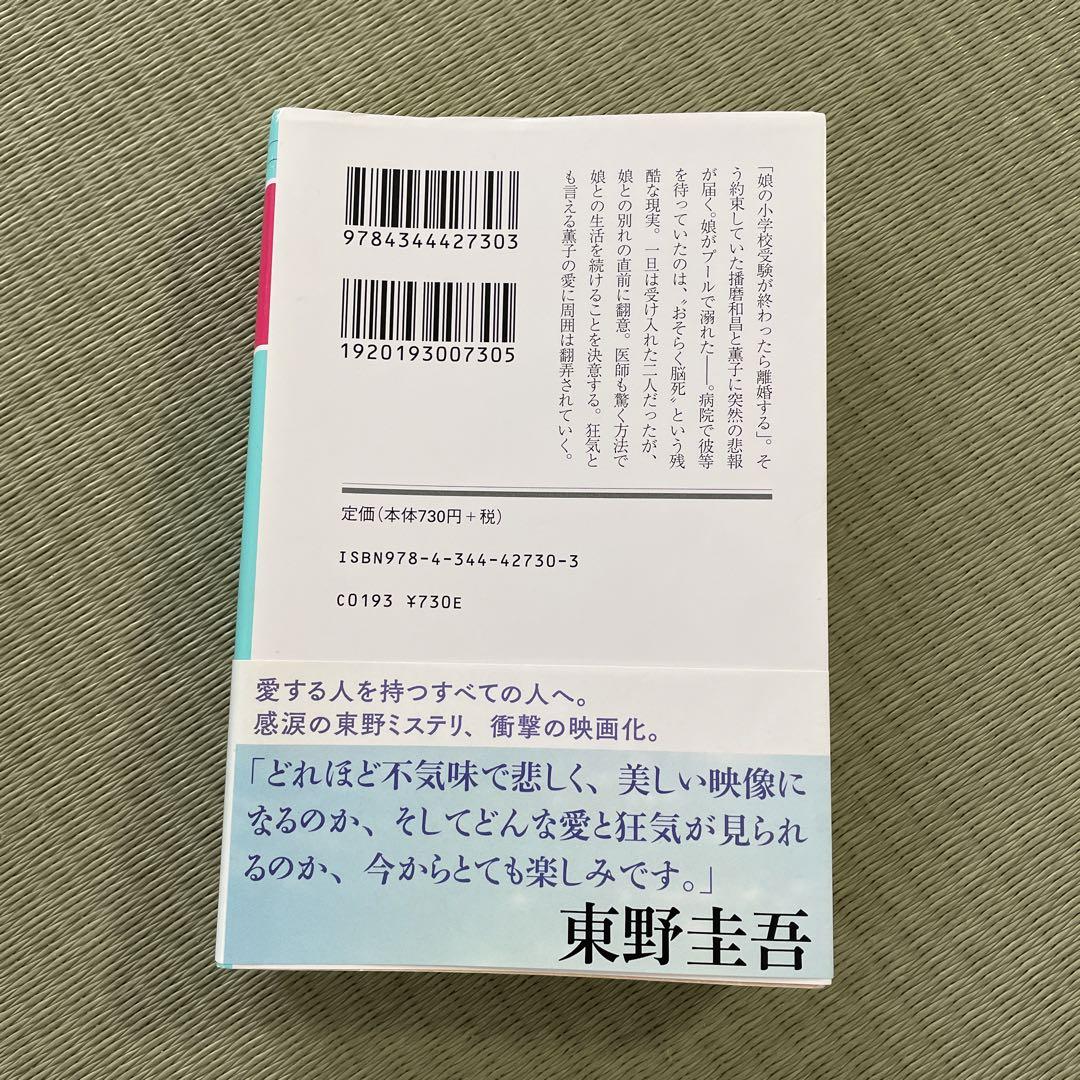 9784344427303
1920193007305
「娘の小学校受験が終わったら離婚する」。そ
う約束していた播磨和昌と薫子に突然の悲報
が届く。娘がプールで溺れた――。病院で彼等
を待っていたのは、〝おそらく脳死〟という残
酷な現実。一旦は受け入れた二人だったが、
娘との別れの直前に翻意。医師も驚く方法で
娘との生活を続けることを決意する。狂気と
も言える薫子の愛に周囲は翻弄されていく。
定価(本体730円+税)
ISBN978-4-344-42730-3
C0193 ¥730E
愛する人を持つすべての人へ。
感涙の東野ミステリ、衝撃の映画化。
「どれほど不気味で悲しく、美しい映像に
なるのか、そしてどんな愛と狂気が見られ
るのか、今からとても楽しみです。」
東野圭吾